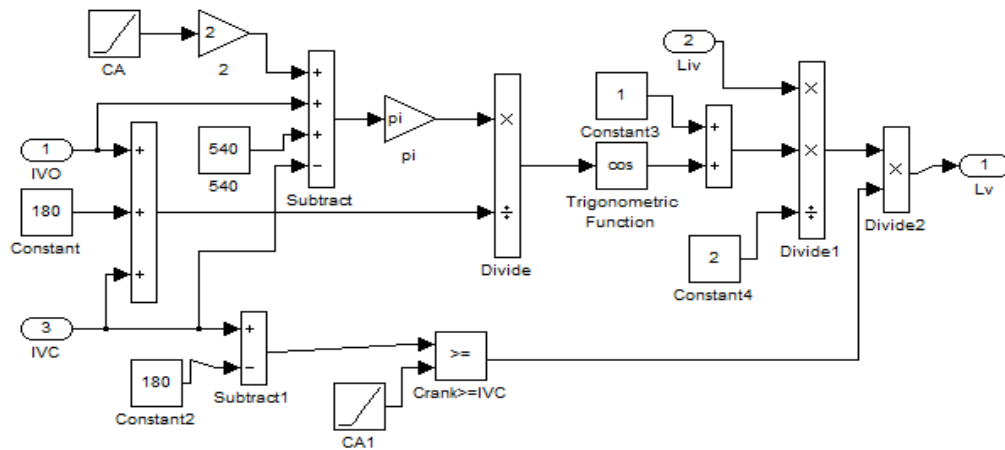 CA
2
2
+
+
+
−
Subtract
pi
pi
×
÷
Divide
1
IVO
180
Constant
+
+
+
540
540
3
IVC
180
Constant2
+
−
Subtract1
>=
Crank>=IVC
CA1
cos
Trigonometric
Function
1
Constant3
+
+
2
Liv
×
×
÷
Divide1
2
Constant4
×
Divide2
1
Lv